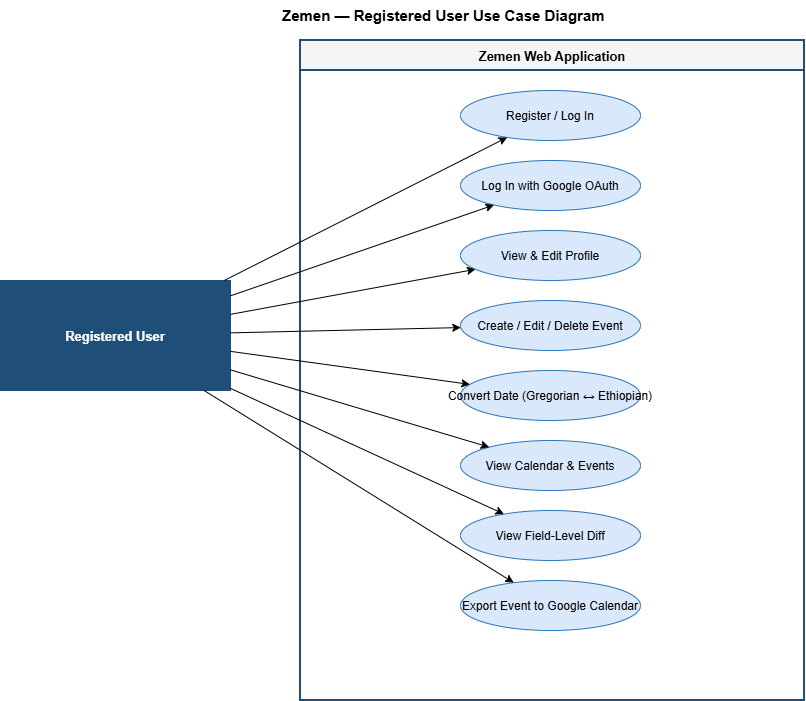 Zemen — Registered User Use Case Diagram
Zemen Web Application
Register / Log In
Log In with Google OAuth
View & Edit Profile
Create / Edit / Delete Event
Registered User
Convert Date (Gregorian ↔ Ethiopian)
View Calendar & Events
View Field-Level Diff
Export Event to Google Calendar